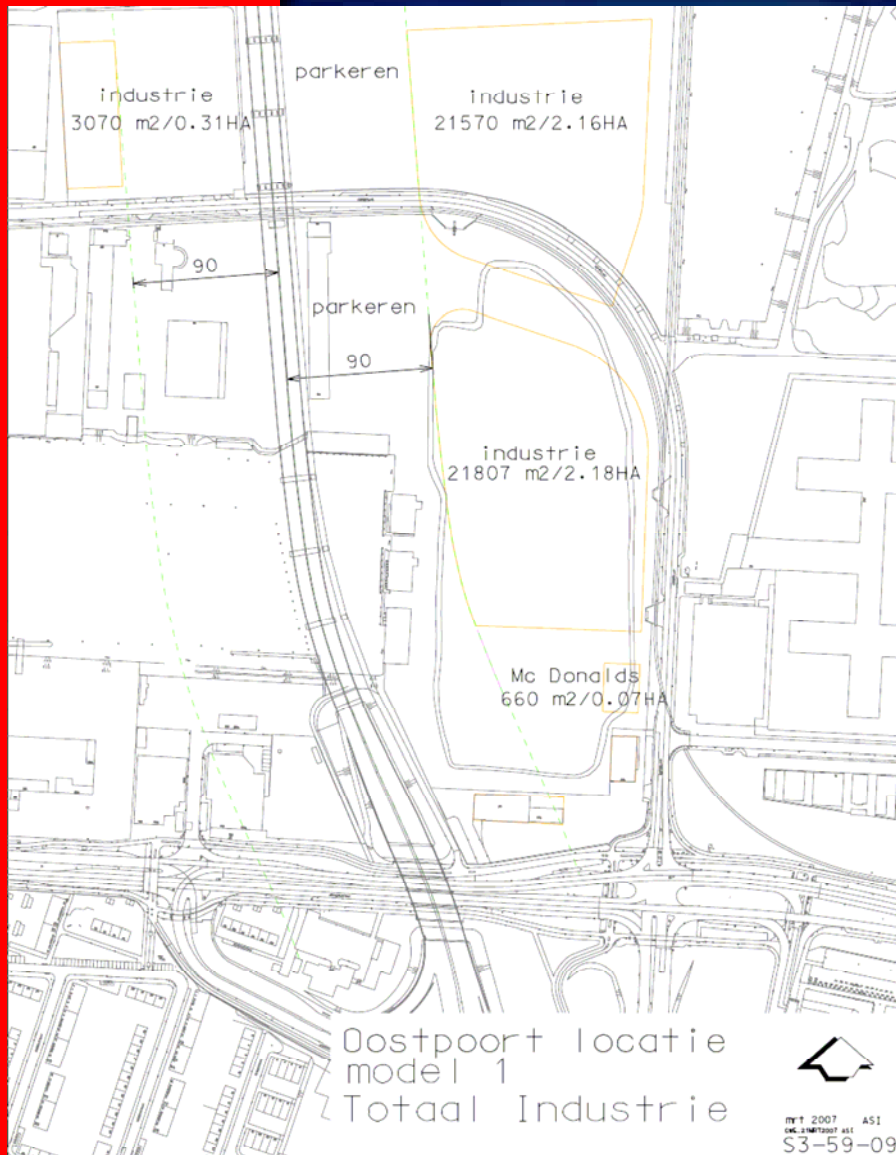 parkeren
industrie
3070 m2/0.31HA
industrie
21570 m2/2.16HA
90
parkeren
90
industrie
21807 m2/2.18HA
Mc Donalds
660 m2/0.07HA
Oostpoort locatie
model 1
Totaal Industrie
mrt 2007 ASI
S3-59-09